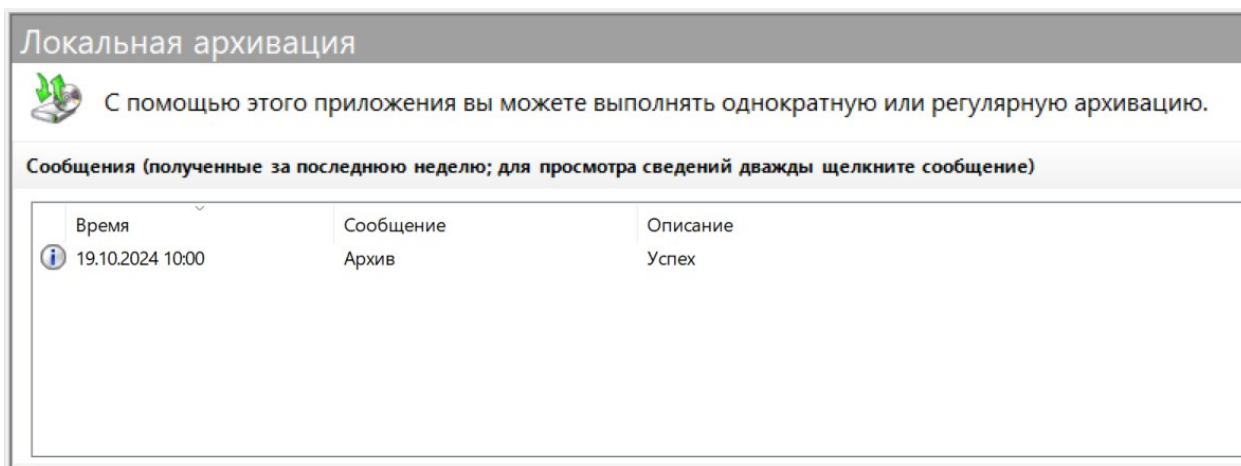 Локальная архивация
С помощью этого приложения вы можете выполнять однократную или регулярную архивацию.
Сообщения (полученные за последнюю неделю; для просмотра сведений дважды щелкните сообщение)
Время Сообщение Описание
19.10.2024 10:00 Архив Успех